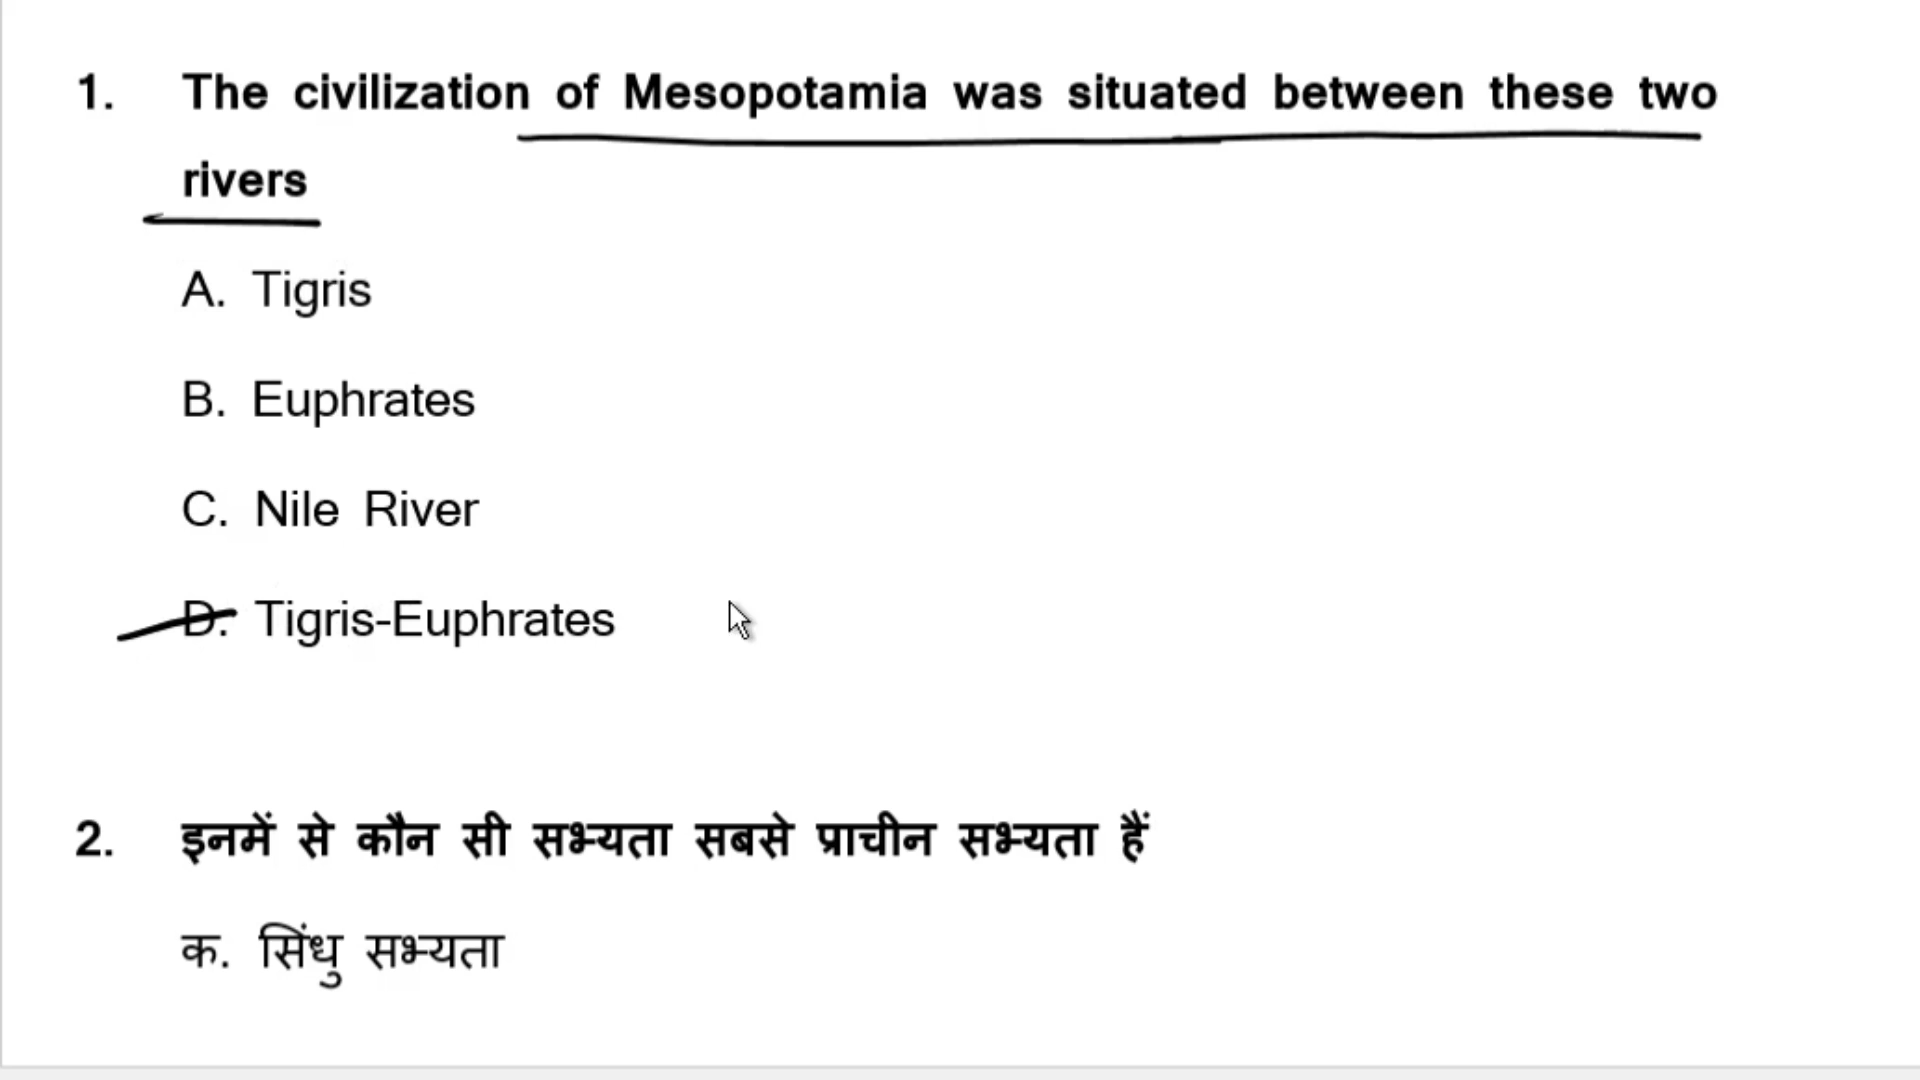 1. The civilization of Mesopotamia was situated between these two
rivers
A. Tigris
B. Euphrates
C. Nile River
D. Tigris-Euphrates
2. इनमें से कौन सी सभ्यता सबसे प्राचीन सभ्यता हैं
क. सिंधु सभ्यता